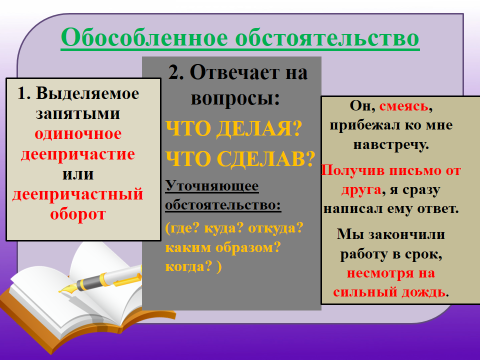 Обособленное обстоятельство
1. Выделяемое
запятыми
одиночное
деепричастие
или
деепричастный
оборот
2. Отвечает на
вопросы:
ЧТО ДЕЛАЯ?
ЧТО СДЕЛАВ?
Уточняющее
обстоятельство:
(где? куда? откуда?
каким образом?
когда? )
Он, смеясь,
прибежал ко мне
навстречу.
Получив письмо от
друга, я сразу
написал ему ответ.
Мы закончили
работу в срок,
несмотря на
сильный дождь.